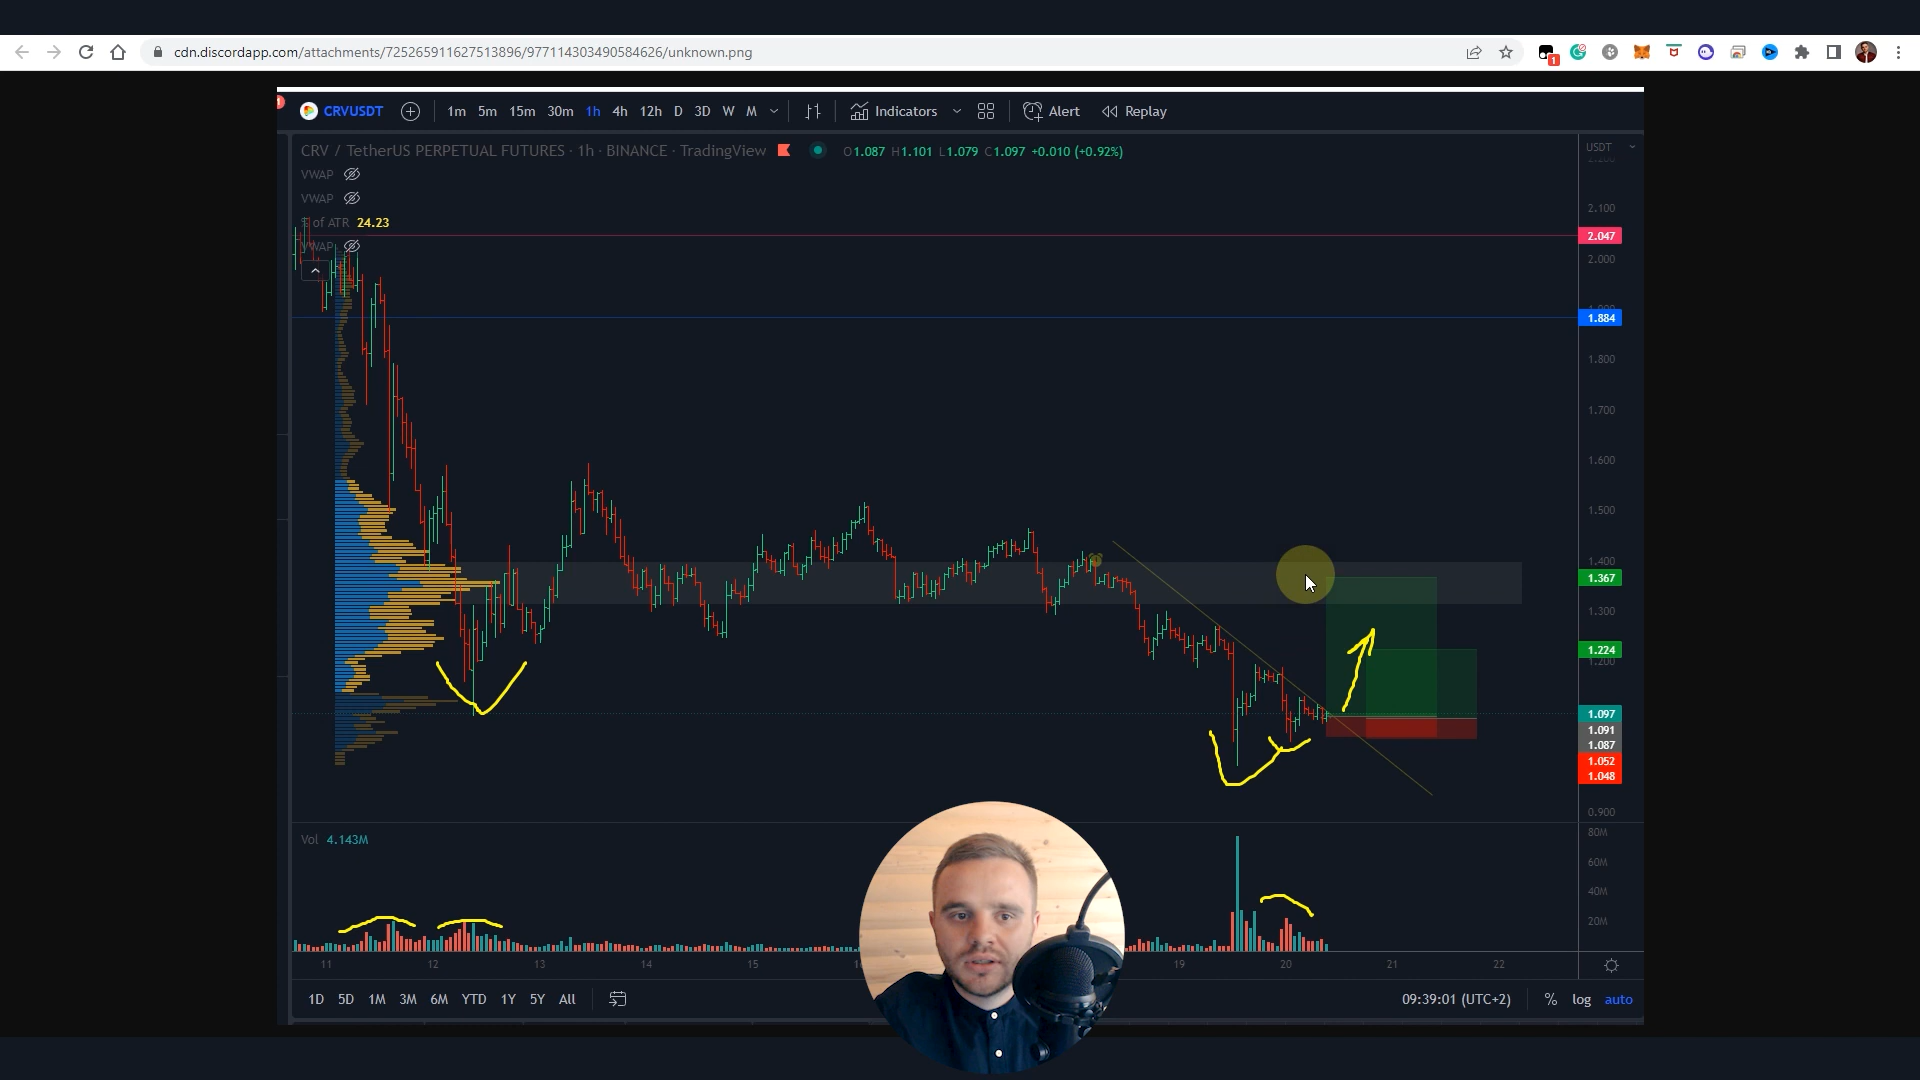 cdn.discordapp.com/attachments/725265911627513896/977114303490584626/unknown.png
1
CRVUSDT 1m 5m 15m 30m 1h 4h 12h D 3D W M Indicators Alert Replay
CRV / TetherUS PERPETUAL FUTURES · 1h · BINANCE · TradingView O1.087 H1.101 L1.079 C1.097 +0.010 (+0.92%)
USDT
VWAP
VWAP
of ATR 24.23
VWAP
2.100
2.047
2.000
1.884
1.800
1.700
1.600
1.500
1.400
1.367
1.300
1.224
1.200
1.097
1.091
1.087
1.052
1.048
0.900
Vol 4.143M
80M
60M
40M
20M
11 12 13 14 15 19 20 21 22
1D 5D 1M 3M 6M YTD 1Y 5Y All 09:39:01 (UTC+2) % log auto